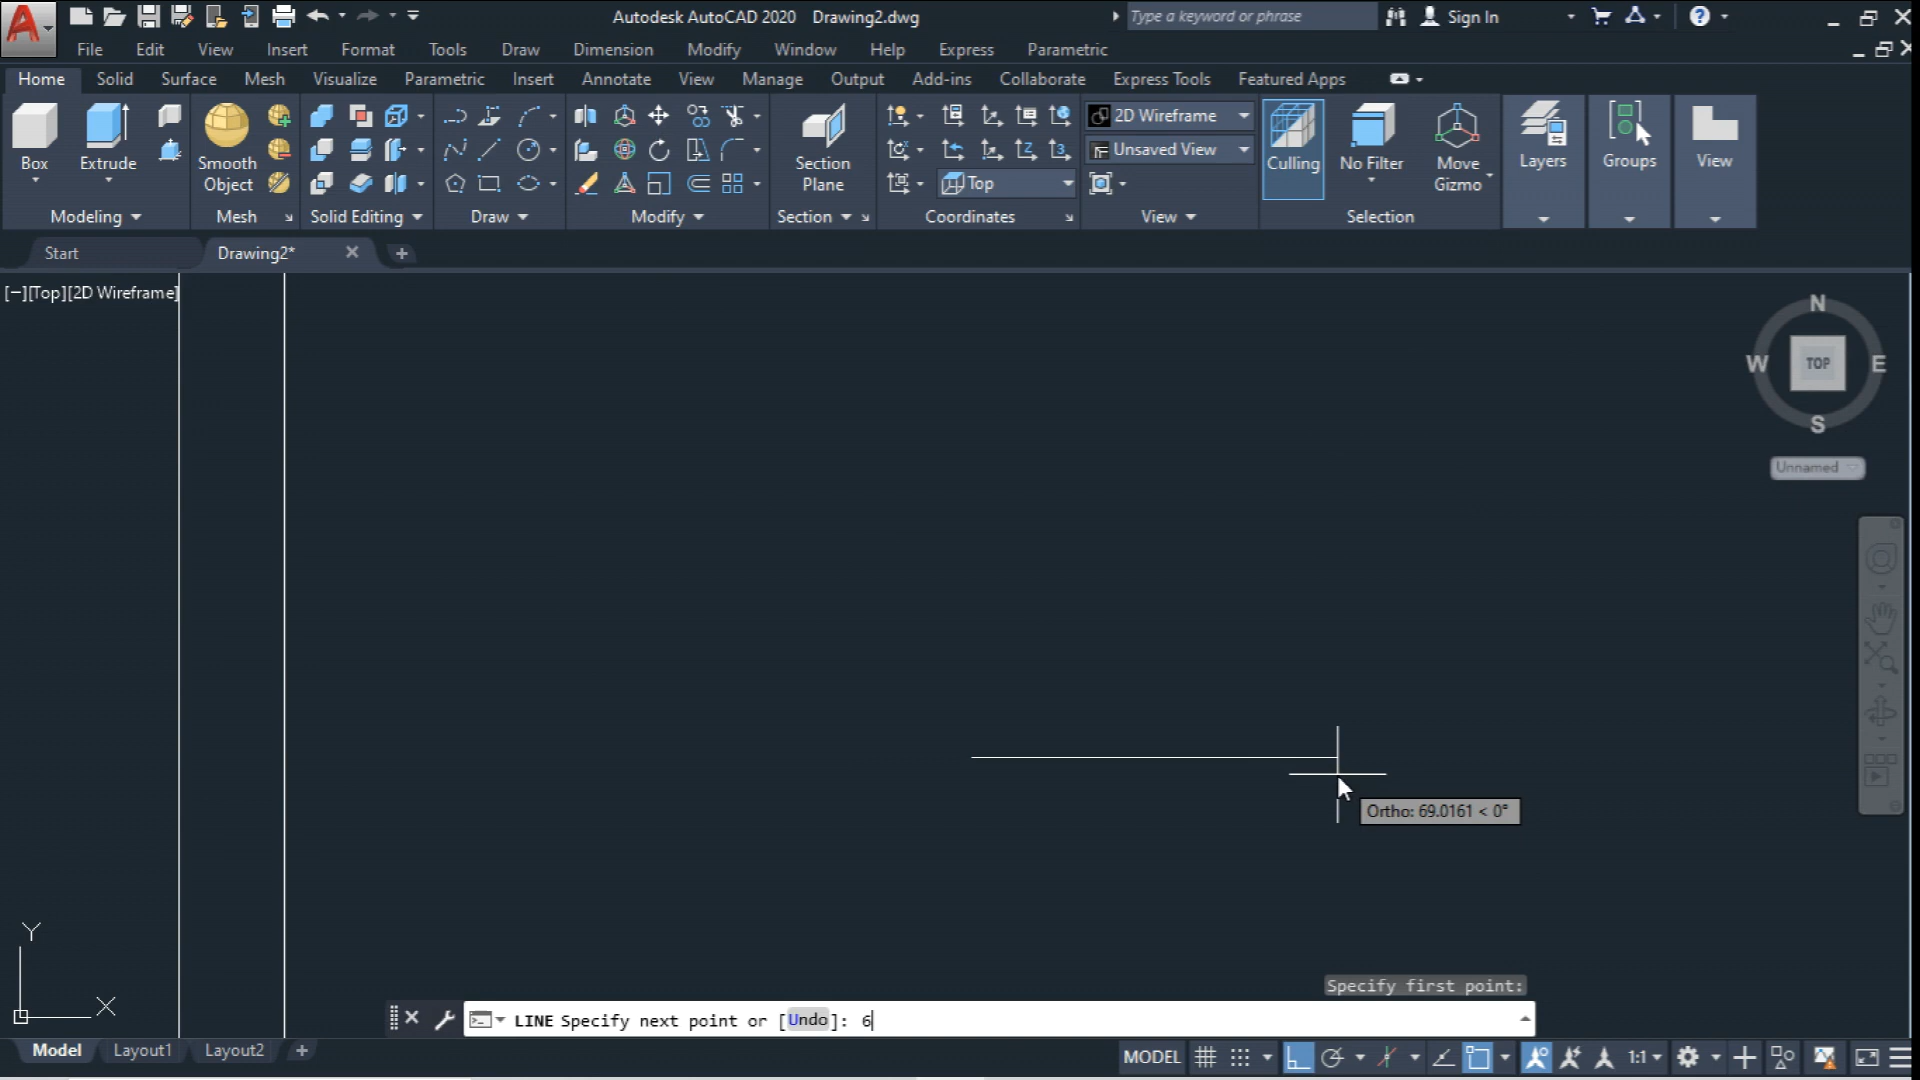 Autodesk AutoCAD 2020 Drawing2.dwg
Type a keyword or phrase
Sign In
File Edit View Insert Format Tools Draw Dimension Modify Window Help Express Parametric
Home Solid Surface Mesh Visualize Parametric Insert Annotate View Manage Output Add-ins Collaborate Express Tools Featured Apps
Box
Extrude
Smooth
Object
Section
Plane
2D Wireframe
Unsaved View
Top
Culling
No Filter
Move
Gizmo
Layers
Groups
View
Modeling Mesh Solid Editing Draw Modify Section Coordinates View Selection
Start Drawing2*
[−][Top][2D Wireframe]
N
W TOP E
S
Unnamed
Ortho: 69.0161 < 0°
Y
X
Specify first point:
LINE Specify next point or [Undo]: 6
Model Layout1 Layout2
MODEL 1:1